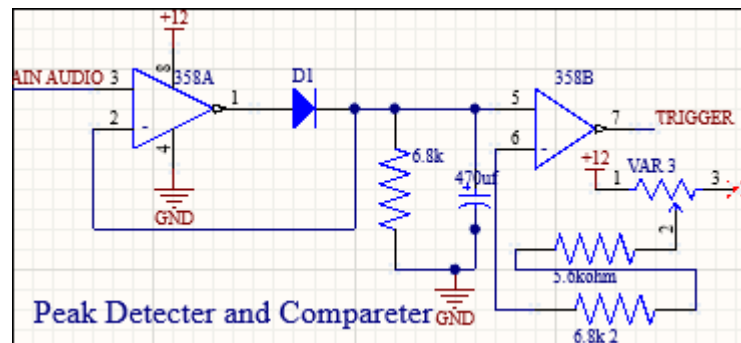 +12
AIN AUDIO
3
8
358A
1
D1
2
-
4
GND
6.8k
470uf
+
5
358B
6
-
7
TRIGGER
+12
VAR 3
1
3
2
5.6kohm
6.8k 2
GND
Peak Detecter and Compareter